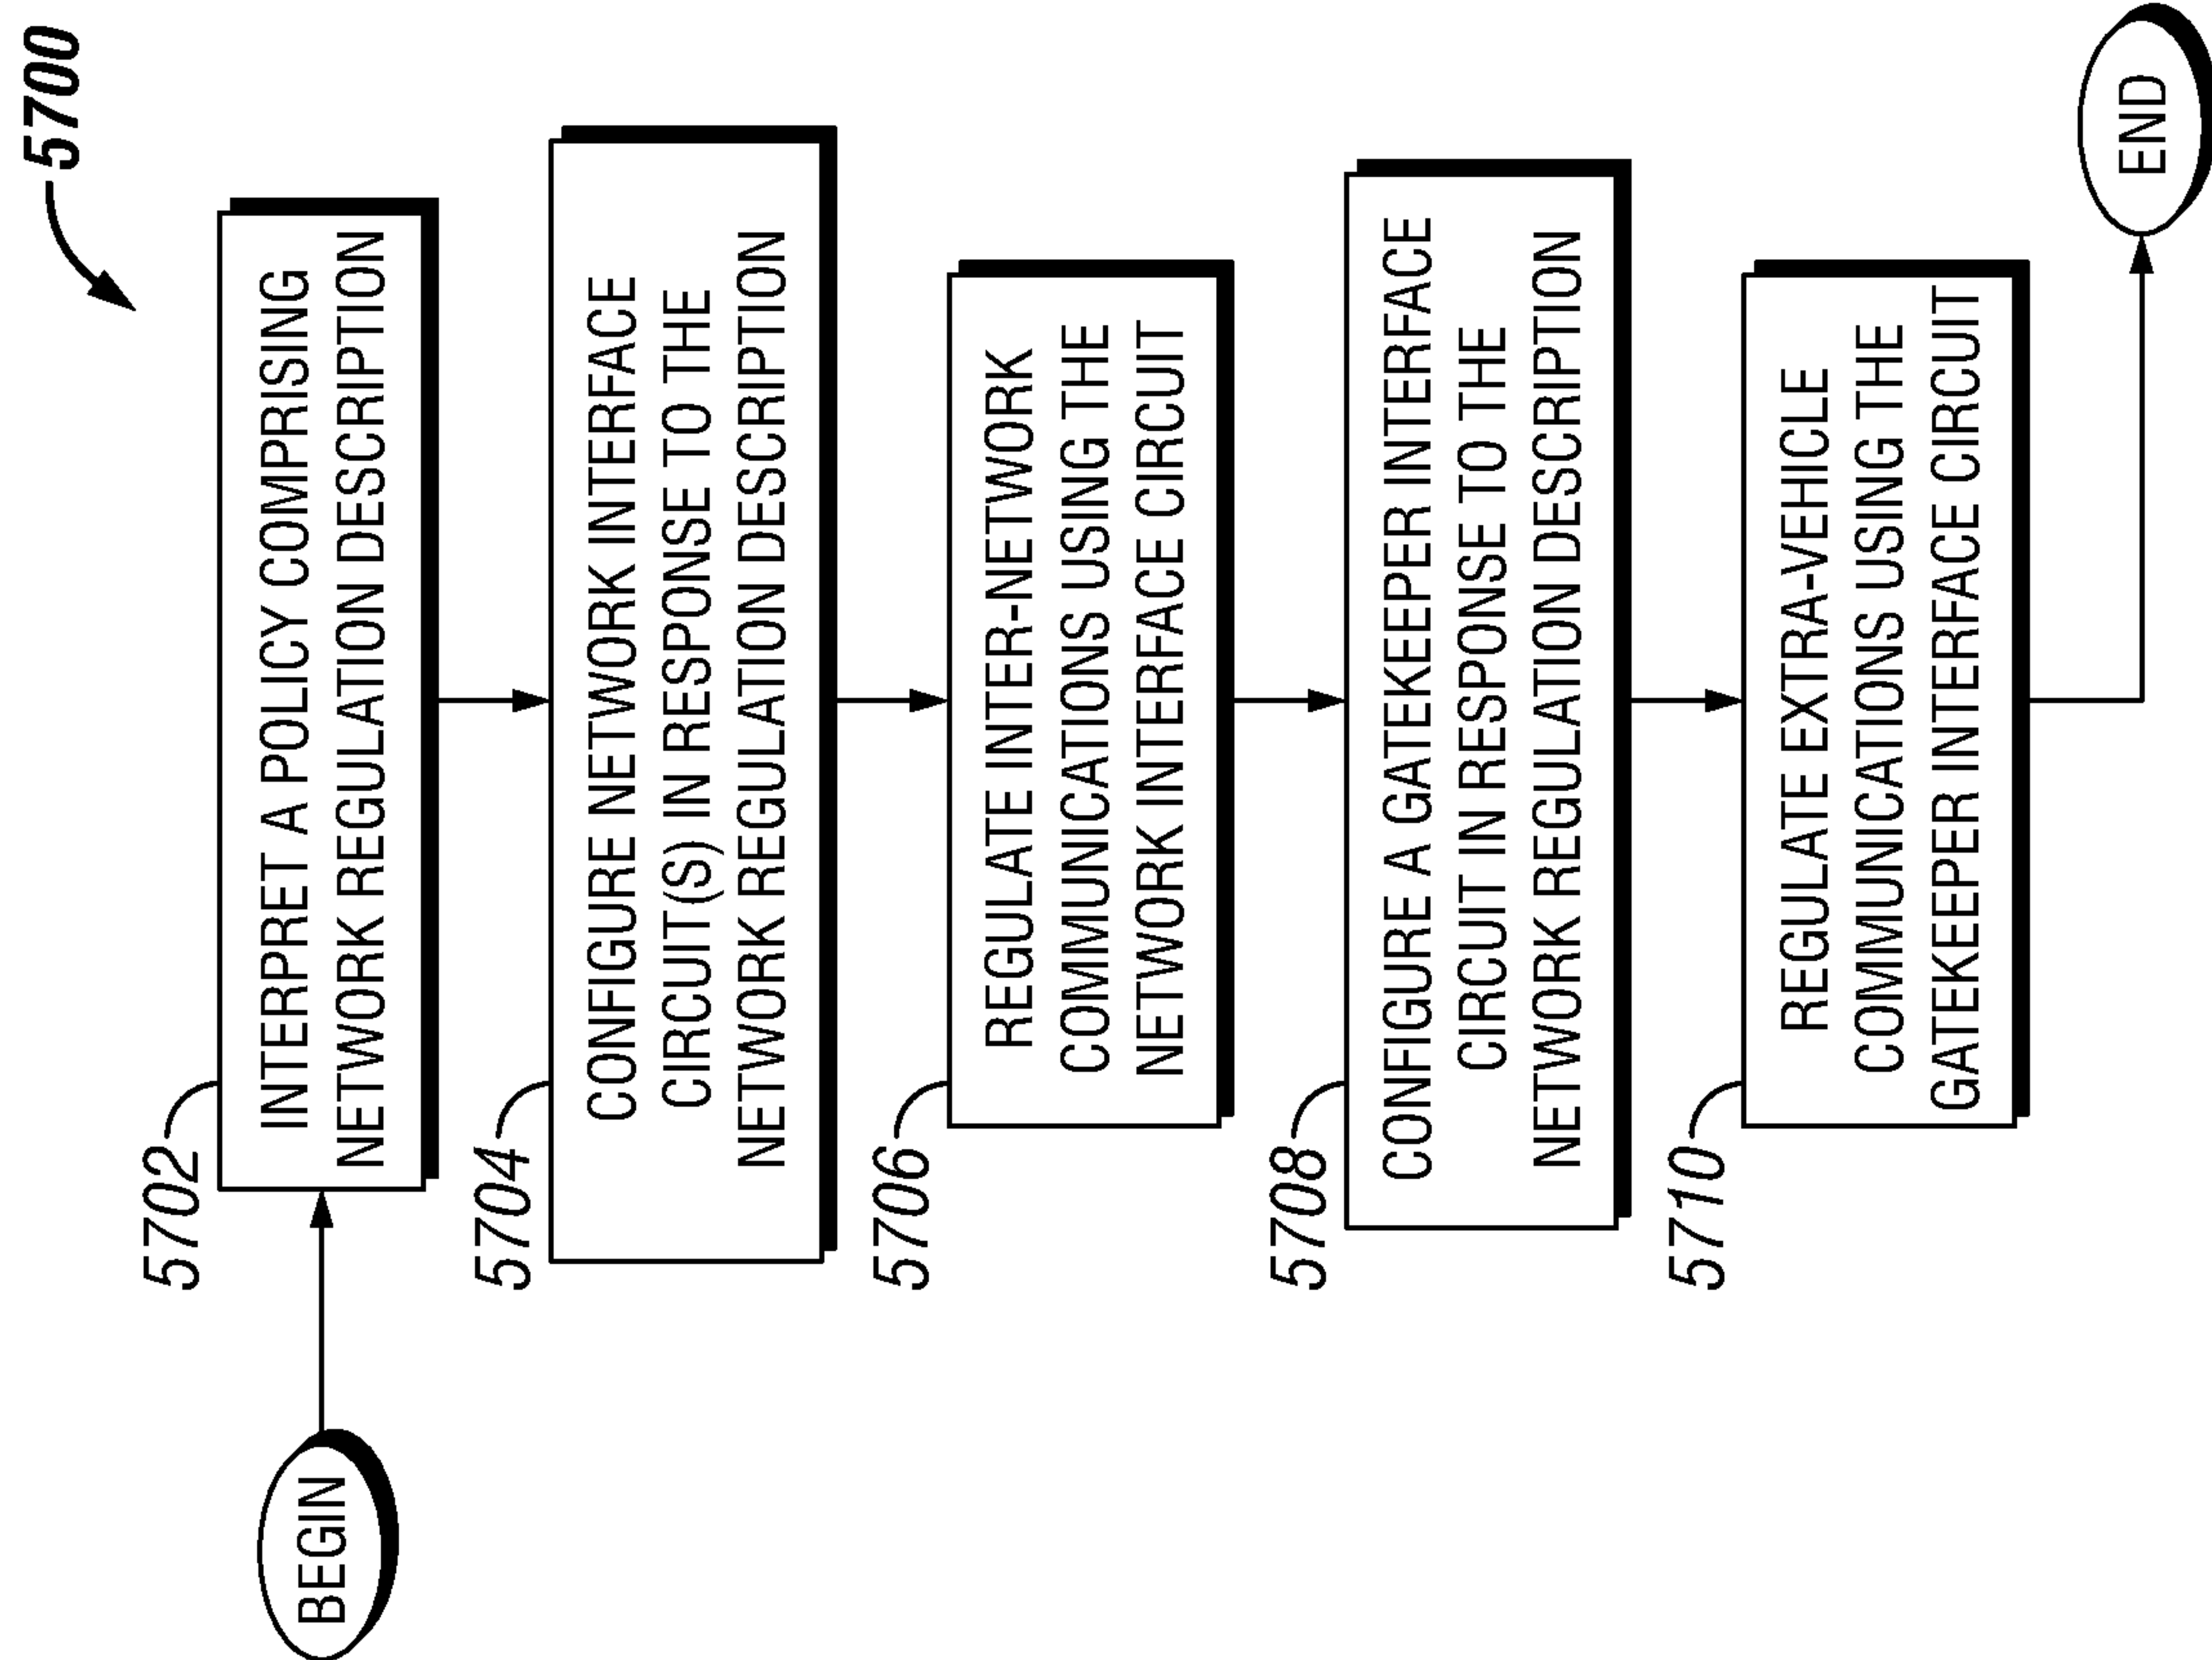 5700
BEGIN
5702
INTERPRET A POLICY COMPRISING
NETWORK REGULATION DESCRIPTION
5704
CONFIGURE NETWORK INTERFACE
CIRCUIT(S) IN RESPONSE TO THE
NETWORK REGULATION DESCRIPTION
5706
REGULATE INTER-NETWORK
COMMUNICATIONS USING THE
NETWORK INTERFACE CIRCUIT
5708
CONFIGURE A GATEKEEPER INTERFACE
CIRCUIT IN RESPONSE TO THE
NETWORK REGULATION DESCRIPTION
5710
REGULATE EXTRA-VEHICLE
COMMUNICATIONS USING THE
GATEKEEPER INTERFACE CIRCUIT
END